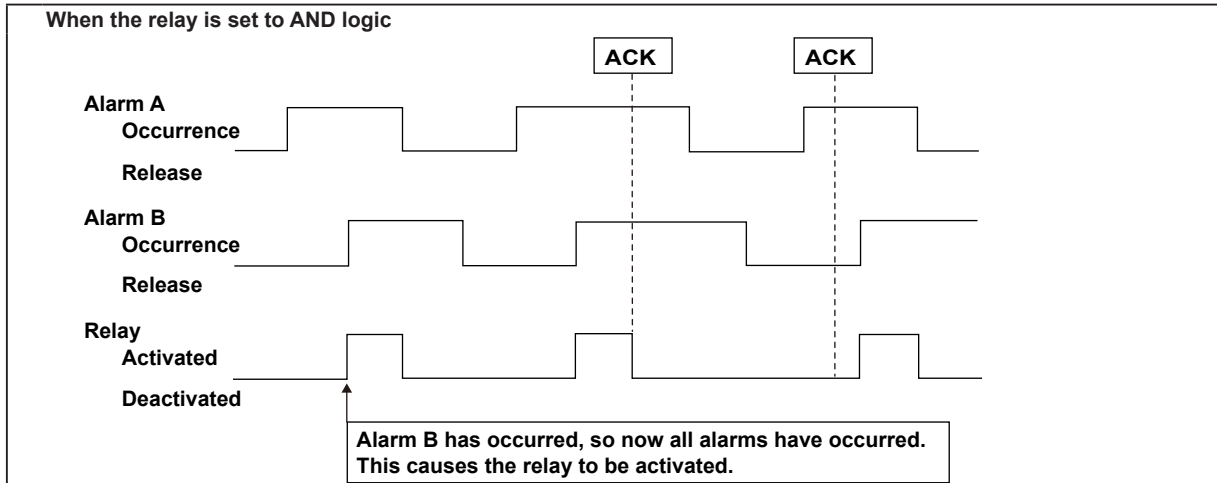 When the relay is set to AND logic
ACK
ACK
Alarm A
Occurrence
Release
Alarm B
Occurrence
Release
Relay
Activated
Deactivated
Alarm B has occurred, so now all alarms have occurred.
This causes the relay to be activated.